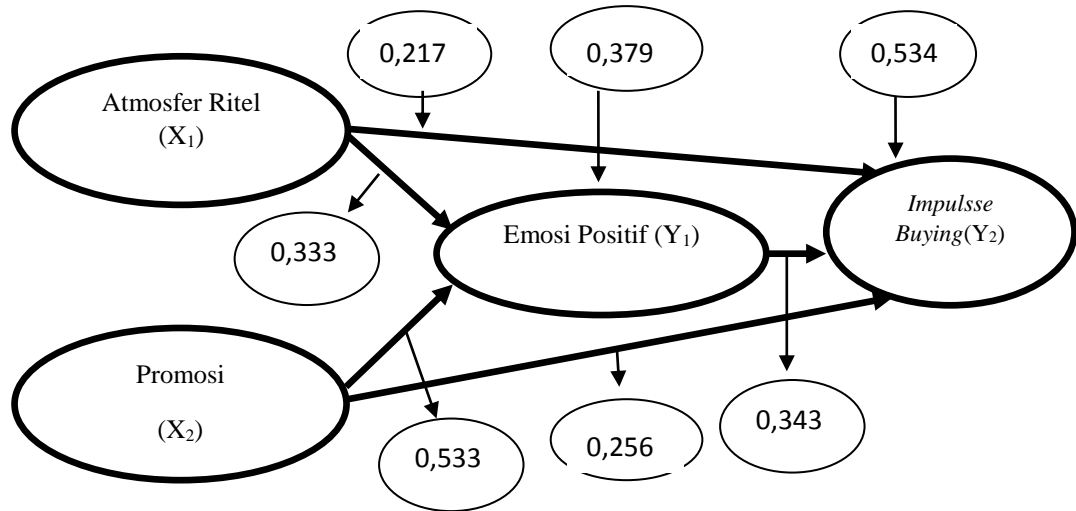 0,217
0,379
0,534
Atmosfer Ritel
(X₁)
Impulsse
Buying(Y₂)
Emosi Positif (Y₁)
0,333
Promosi
(X₂)
0,343
0,533
0,256